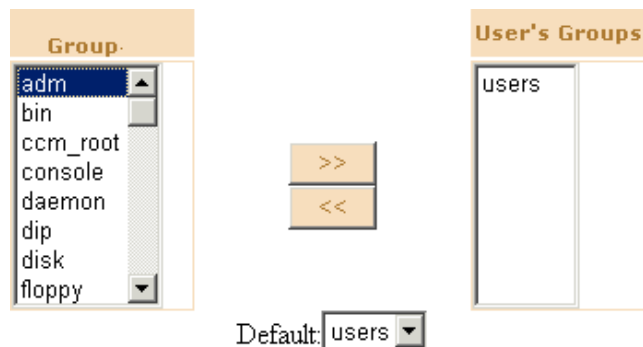 Group
adm
bin
ccm_root
console
daemon
dip
disk
floppy
>>
<<
User's Groups
users
Default: users